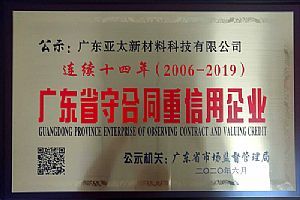 公示：广东亚太新材料科技有限公司
连续十四年（2006-2019）
广东省守合同重信用企业
GUANGDONG PROVINCE ENTERPRISE OF OBSERVING CONTRACT AND VALUING CREDIT
公示机关：广东省市场监督管理局
二〇二〇年六月